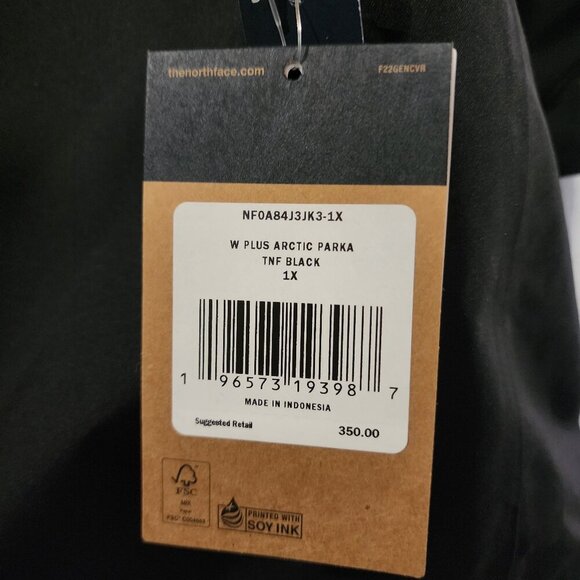 thenorthface.com F22GENCVR
NF0A84J3JK3-1X
W PLUS ARCTIC PARKA
TNF BLACK
1X
1 96573 19398 7
MADE IN INDONESIA
Suggested Retail 350.00
FSC
MIX
PRINTED WITH
SOY INK